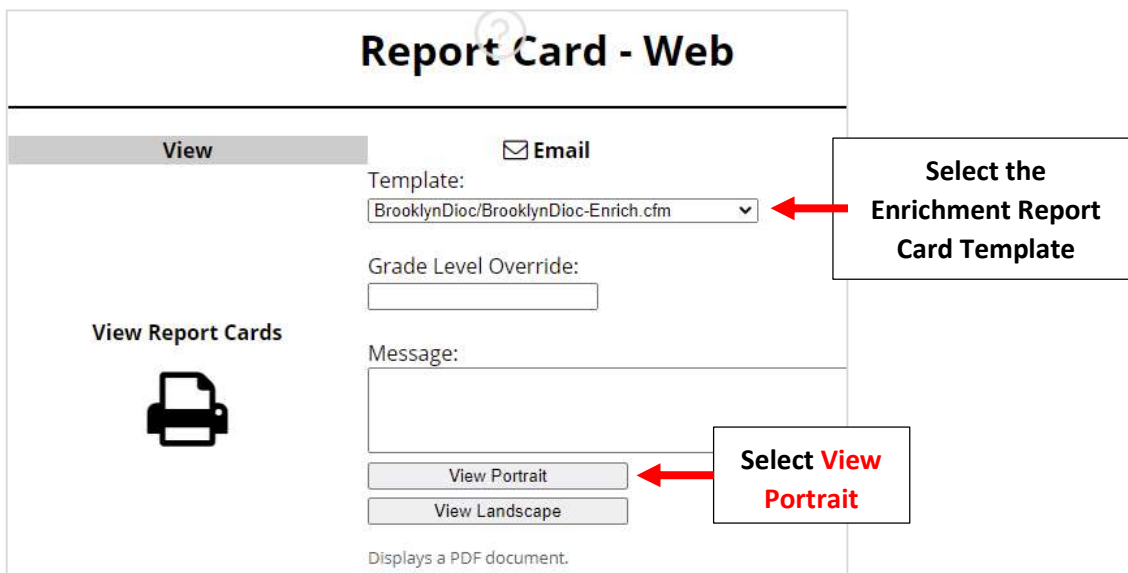 Report Card - Web
View
Email
Template:
BrooklynDioc/BrooklynDioc-Enrich.cfm
Select the
Enrichment Report
Card Template
Grade Level Override:
View Report Cards
Message:
View Portrait
Select View
Portrait
View Landscape
Displays a PDF document.